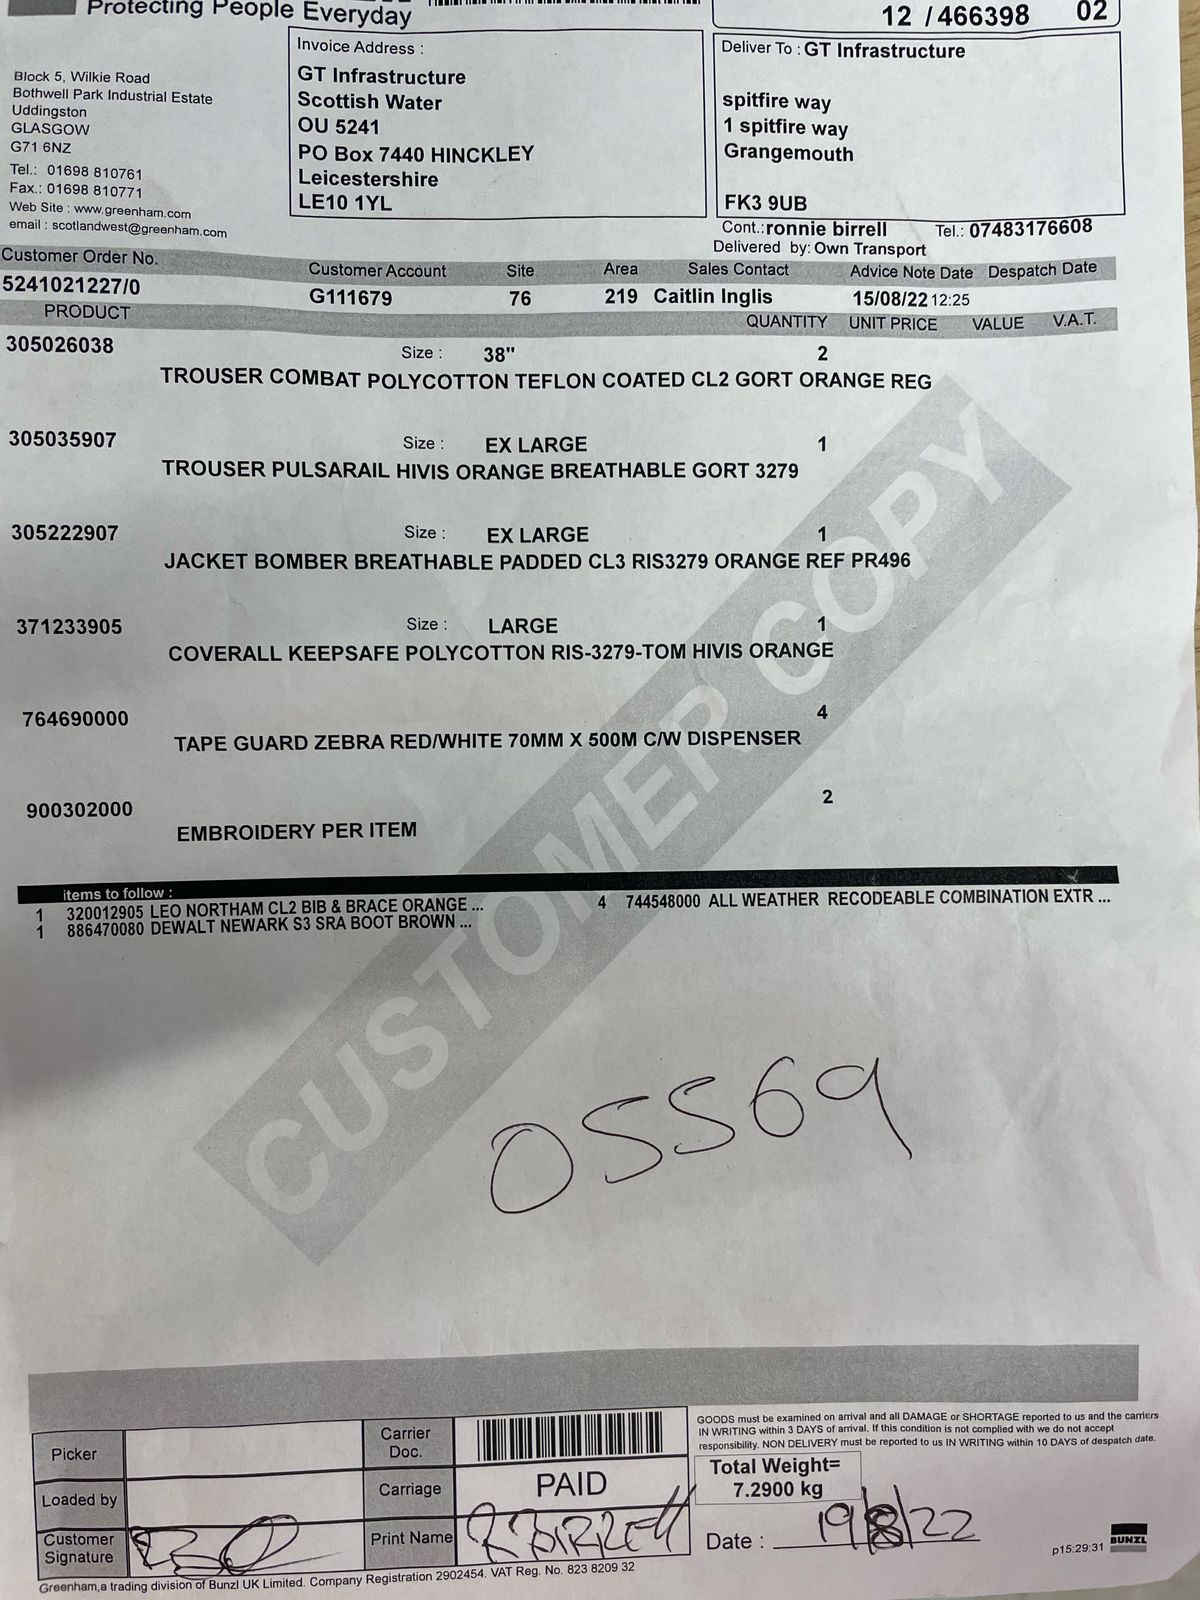 Protecting People Everyday
12 / 466398 02
Block 5, Wilkie Road
Bothwell Park Industrial Estate
Uddingston
GLASGOW
G71 6NZ
Tel.: 01698 810761
Fax.: 01698 810771
Web Site : www.greenham.com
email : scotlandwest@greenham.com
Invoice Address :
GT Infrastructure
Scottish Water
OU 5241
PO Box 7440 HINCKLEY
Leicestershire
LE10 1YL
Deliver To : GT Infrastructure
spitfire way
1 spitfire way
Grangemouth
FK3 9UB
Cont.: ronnie birrell Tel.: 07483176608
Delivered by: Own Transport
Customer Order No. Customer Account Site Area Sales Contact Advice Note Date Despatch Date
5241021227/0 G111679 76 219 Caitlin Inglis 15/08/22 12:25
PRODUCT QUANTITY UNIT PRICE VALUE V.A.T.
305026038 Size : 38" 2
TROUSER COMBAT POLYCOTTON TEFLON COATED CL2 GORT ORANGE REG
305035907 Size : EX LARGE 1
TROUSER PULSARAIL HIVIS ORANGE BREATHABLE GORT 3279
305222907 Size : EX LARGE 1
JACKET BOMBER BREATHABLE PADDED CL3 RIS3279 ORANGE REF PR496
371233905 Size : LARGE 1
COVERALL KEEPSAFE POLYCOTTON RIS-3279-TOM HIVIS ORANGE
764690000 4
TAPE GUARD ZEBRA RED/WHITE 70MM X 500M C/W DISPENSER
900302000 2
EMBROIDERY PER ITEM
CUSTOMER COPY
items to follow :
1 320012905 LEO NORTHAM CL2 BIB & BRACE ORANGE ... 4 744548000 ALL WEATHER RECODEABLE COMBINATION EXTR ...
1 886470080 DEWALT NEWARK S3 SRA BOOT BROWN ...
05569
Picker
Loaded by
Customer Signature
Carrier Doc.
Carriage PAID
Print Name R BIRRELL
GOODS must be examined on arrival and all DAMAGE or SHORTAGE reported to us and the carriers
IN WRITING within 3 DAYS of arrival. If this condition is not complied with we do not accept
responsibility. NON DELIVERY must be reported to us IN WRITING within 10 DAYS of despatch date.
Total Weight=
7.2900 kg
Date : 19/8/22
BUNZL
p15:29:31
Greenham,a trading division of Bunzl UK Limited. Company Registration 2902454. VAT Reg. No. 823 8209 32